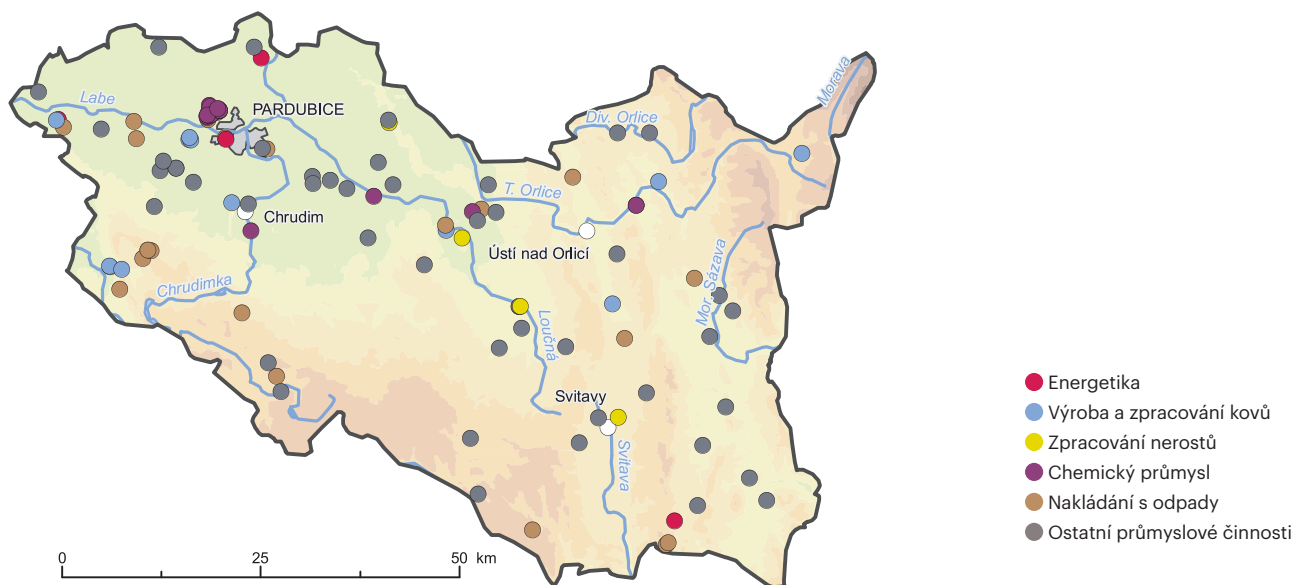 Labe
PARDUBICE
Div. Orlice
Morava
T. Orlice
Chrudim
Ústí nad Orlicí
Mor. Sázava
Chrudimka
Loučná
Svitavy
Svitava
0 25 50 km
Energetika
Výroba a zpracování kovů
Zpracování nerostů
Chemický průmysl
Nakládání s odpady
Ostatní průmyslové činnosti